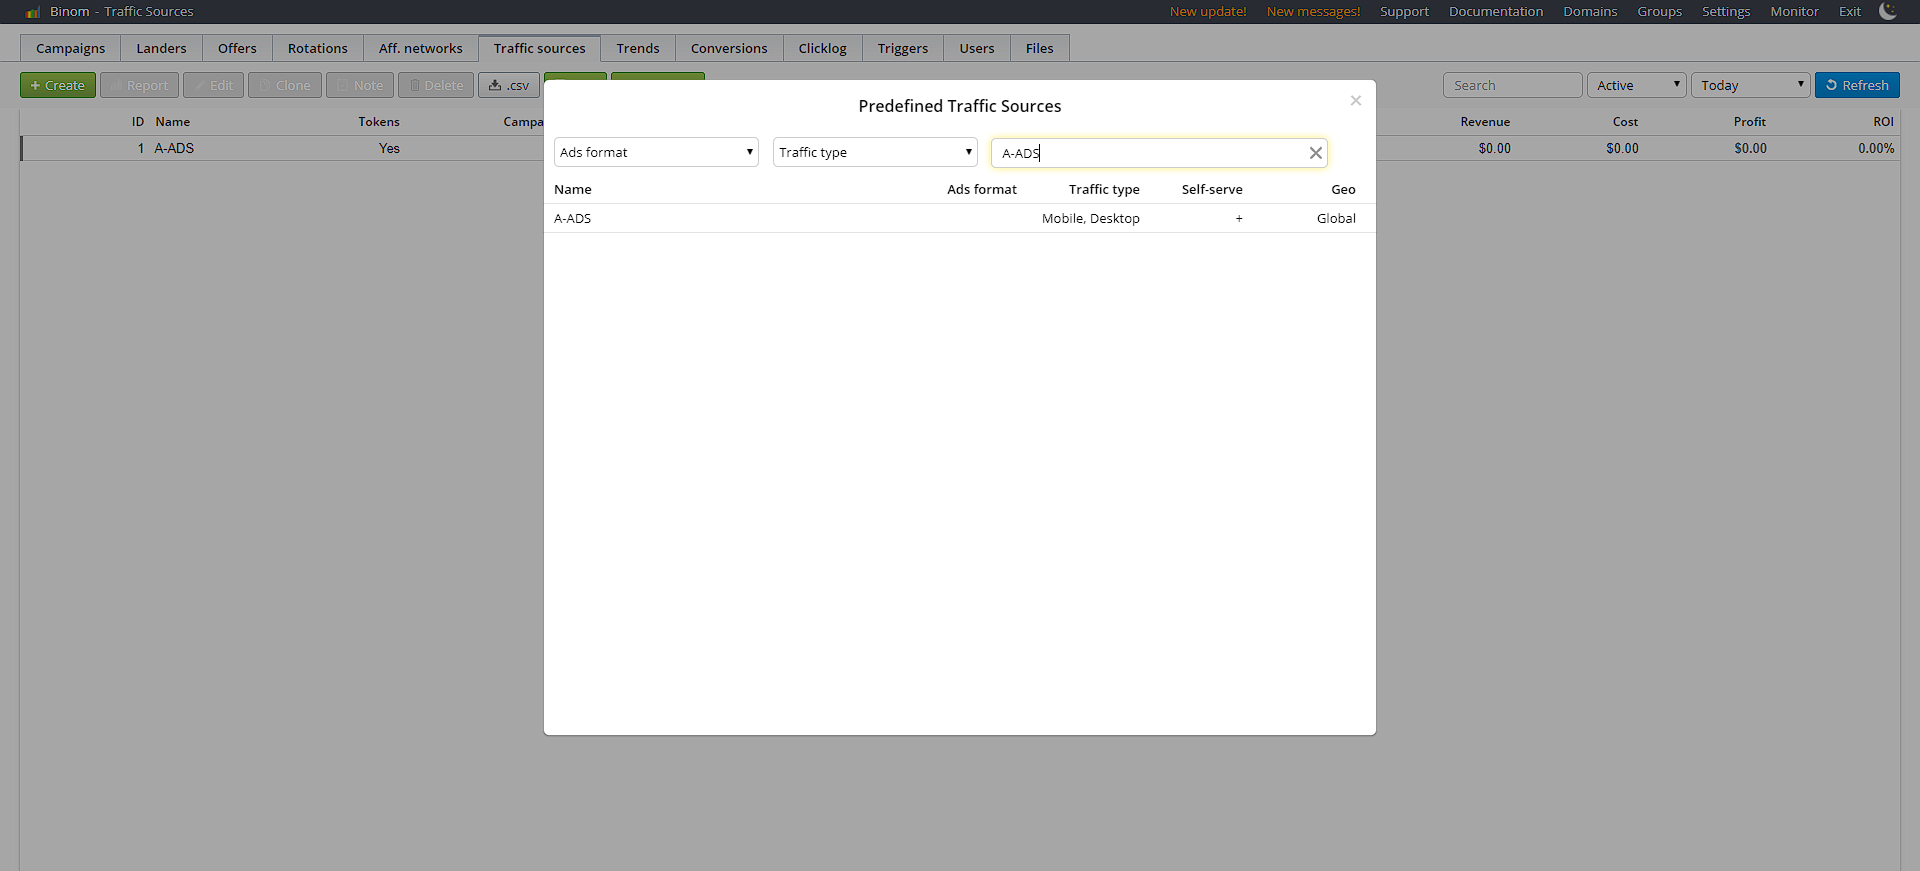 Binom - Traffic Sources New update! New messages! Support Documentation Domains Groups Settings Monitor Exit
Campaigns Landers Offers Rotations Aff. networks Traffic sources Trends Conversions Clicklog Triggers Users Files
+ Create Report Edit Clone Note Delete .csv Search Active Today Refresh
Predefined Traffic Sources
ID Name Tokens Campa Revenue Cost Profit ROI
1 A-ADS Yes $0.00 $0.00 $0.00 0.00%
Ads format Traffic type A-ADS
Name Ads format Traffic type Self-serve Geo
A-ADS Mobile, Desktop + Global